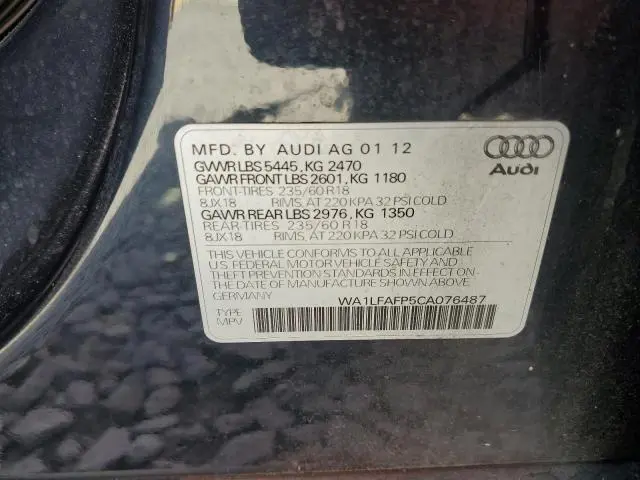 MFD. BY AUDI AG 01 12
GVWR LBS 5445, KG 2470
GAWR FRONT LBS 2601, KG 1180
FRONT-TIRES 235/60 R18
8JX18 RIMS, AT 220 KPA 32 PSI COLD
GAWR REAR LBS 2976, KG 1350
REAR-TIRES 235/60 R18
8JX18 RIMS, AT 220 KPA 32 PSI COLD
THIS VEHICLE CONFORMS TO ALL APPLICABLE
U.S. FEDERAL MOTOR VEHICLE SAFETY AND
THEFT PREVENTION STANDARDS IN EFFECT ON
THE DATE OF MANUFACTURE SHOWN ABOVE
GERMANY WA1LFAFP5CA076487
TYPE
MPV
Audi